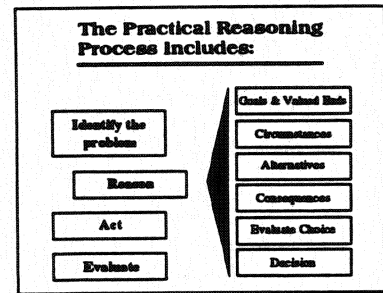 The Practical Reasoning
Process includes:
Identify the
problem
Reason
Act
Evaluate
Goals & Valued Ends
Circumstances
Alternatives
Consequences
Evaluate Choice
Decision